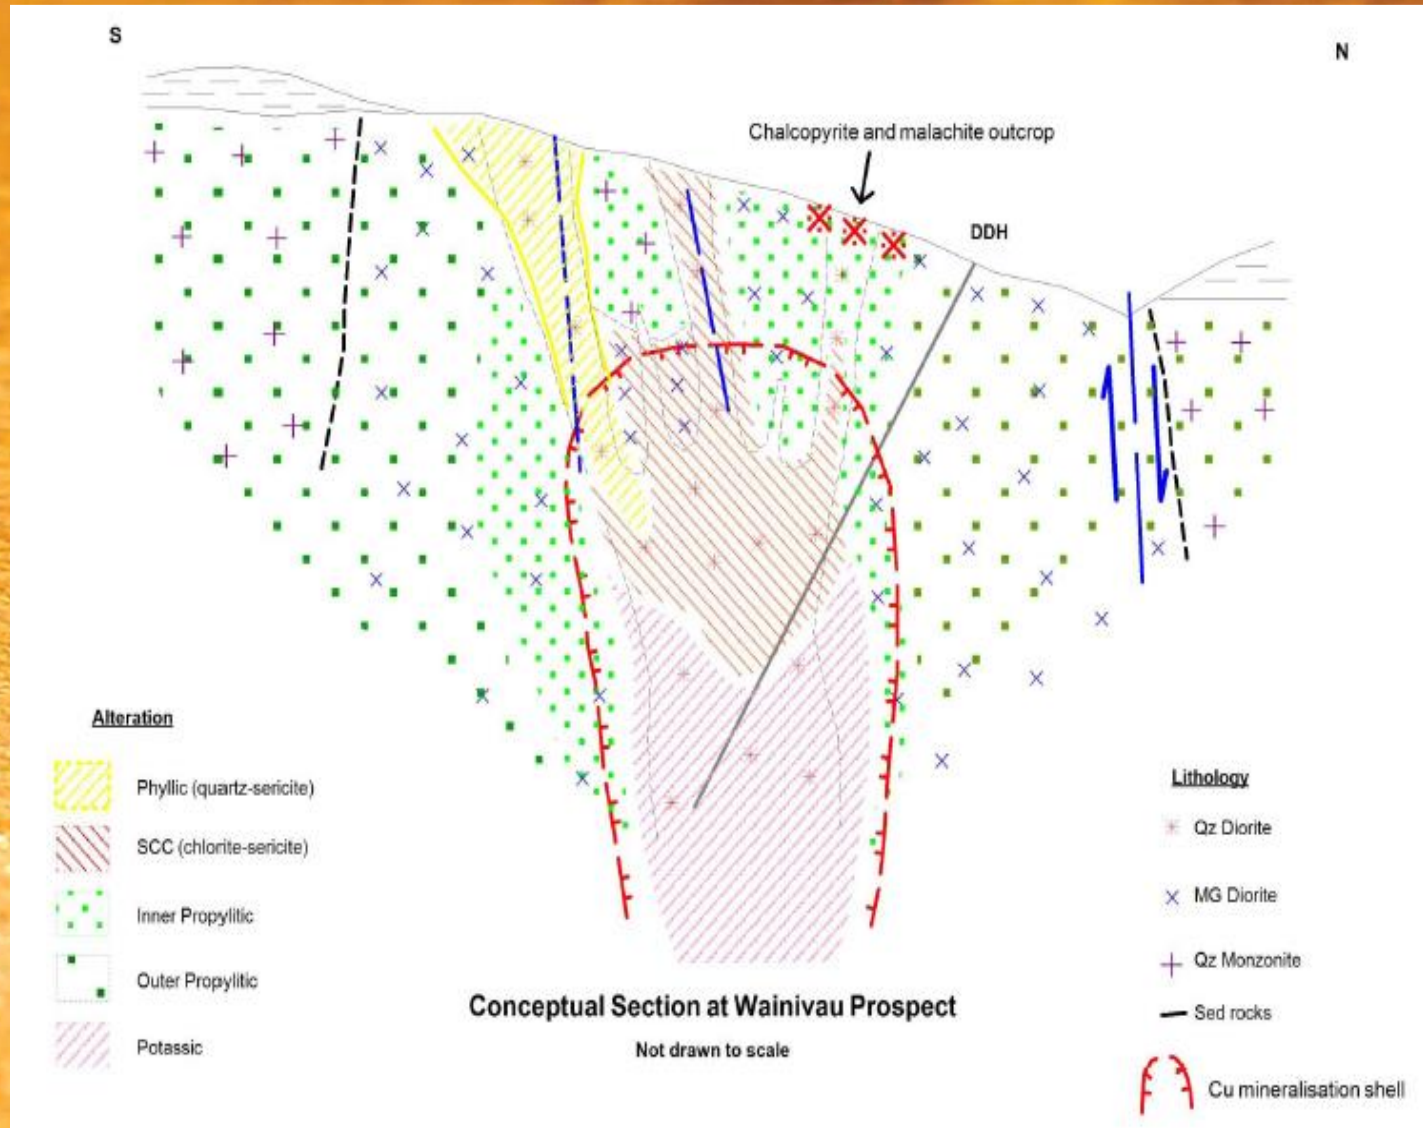 S
N
Chalcopyrite and malachite outcrop
DDH
Alteration
Phyllic (quartz-sericite)
SCC (chlorite-sericite)
Inner Propylitic
Outer Propylitic
Potassic
Lithology
Qz Diorite
MG Diorite
Qz Monzonite
Sed rocks
Cu mineralisation shell
Conceptual Section at Wainivau Prospect
Not drawn to scale